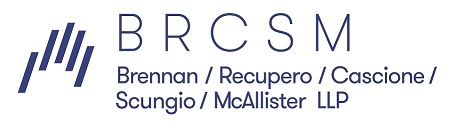 BRCSM
Brennan / Recupero / Cascione /
Scungio / McAllister LLP